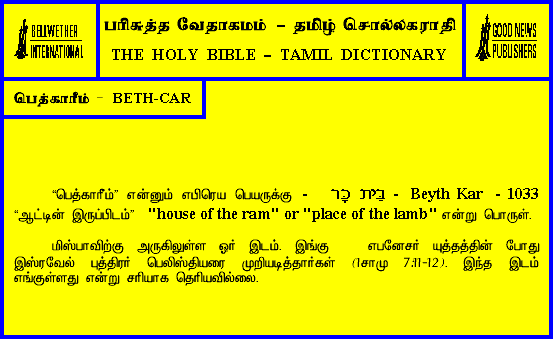 BELLWETHER
INTERNATIONAL
பரிசுத்த வேதாகமம் – தமிழ் சொல்லகராதி
THE HOLY BIBLE – TAMIL DICTIONARY
GOOD NEWS
PUBLISHERS
பெத்காரீம் – BETH-CAR
“பெத்காரீம்” என்னும் எபிரெய பெயருக்கு - בֵּית כָּר - Beyth Kar - 1033
“ஆட்டின் இருப்பிடம்” "house of the ram" or "place of the lamb" என்று பொருள்.
மிஸ்பாவிற்கு அருகிலுள்ள ஓர் இடம். இங்கு எபனேசர் யுத்தத்தின் போது
இஸ்ரவேல் புத்திரர் பெலிஸ்தியரை முறியடித்தார்கள் (1சாமு 7:11-12). இந்த இடம்
எங்குள்ளது என்று சரியாக தெரியவில்லை.